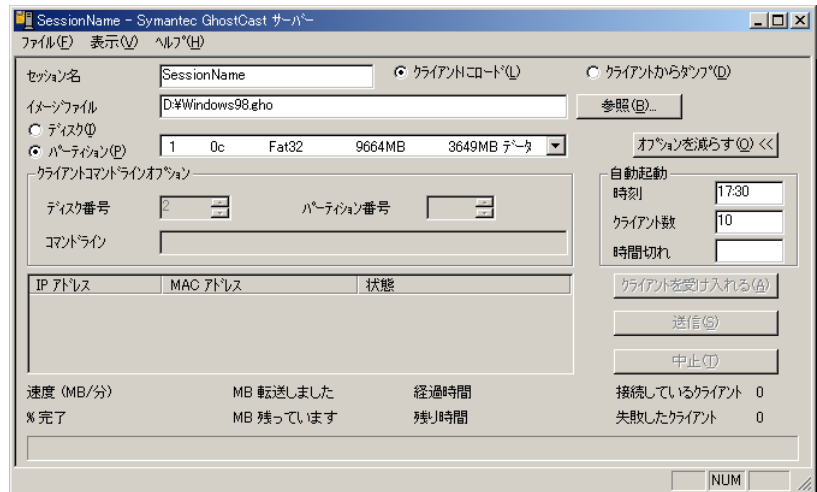 SessionName - Symantec GhostCast サーバー
ファイル(F) 表示(V) ヘルプ(H)
セッション名 SessionName クライアントにロード(L) クライアントからダンプ(D)
イメージファイル D:¥Windows98.gho 参照(B)...
ディスク(I)
パーティション(P) 1 0c Fat32 9664MB 3649MB データ オプションを減らす(O) <<
クライアントコマンドラインオプション 自動起動
ディスク番号 2 パーティション番号 時刻 17:30
クライアント数 10
コマンドライン 時間切れ
IP アドレス MAC アドレス 状態 クライアントを受け入れる(A)
送信(S)
中止(T)
速度 (MB/分) MB 転送しました 経過時間 接続しているクライアント 0
% 完了 MB 残っています 残り時間 失敗したクライアント 0
NUM